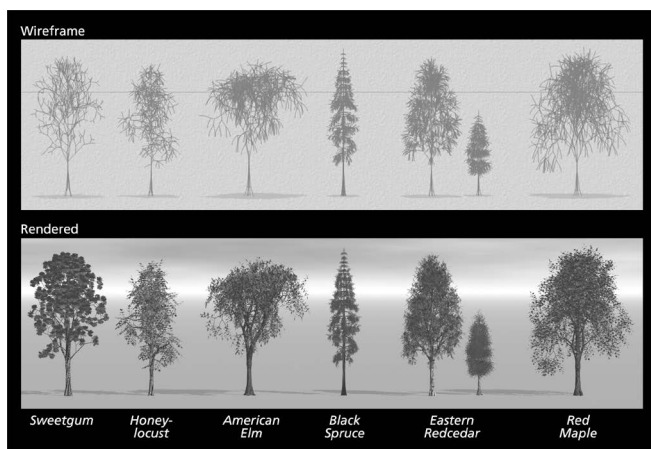 Wireframe
Rendered
Sweetgum
Honey-
locust
American
Elm
Black
Spruce
Eastern
Redcedar
Red
Maple